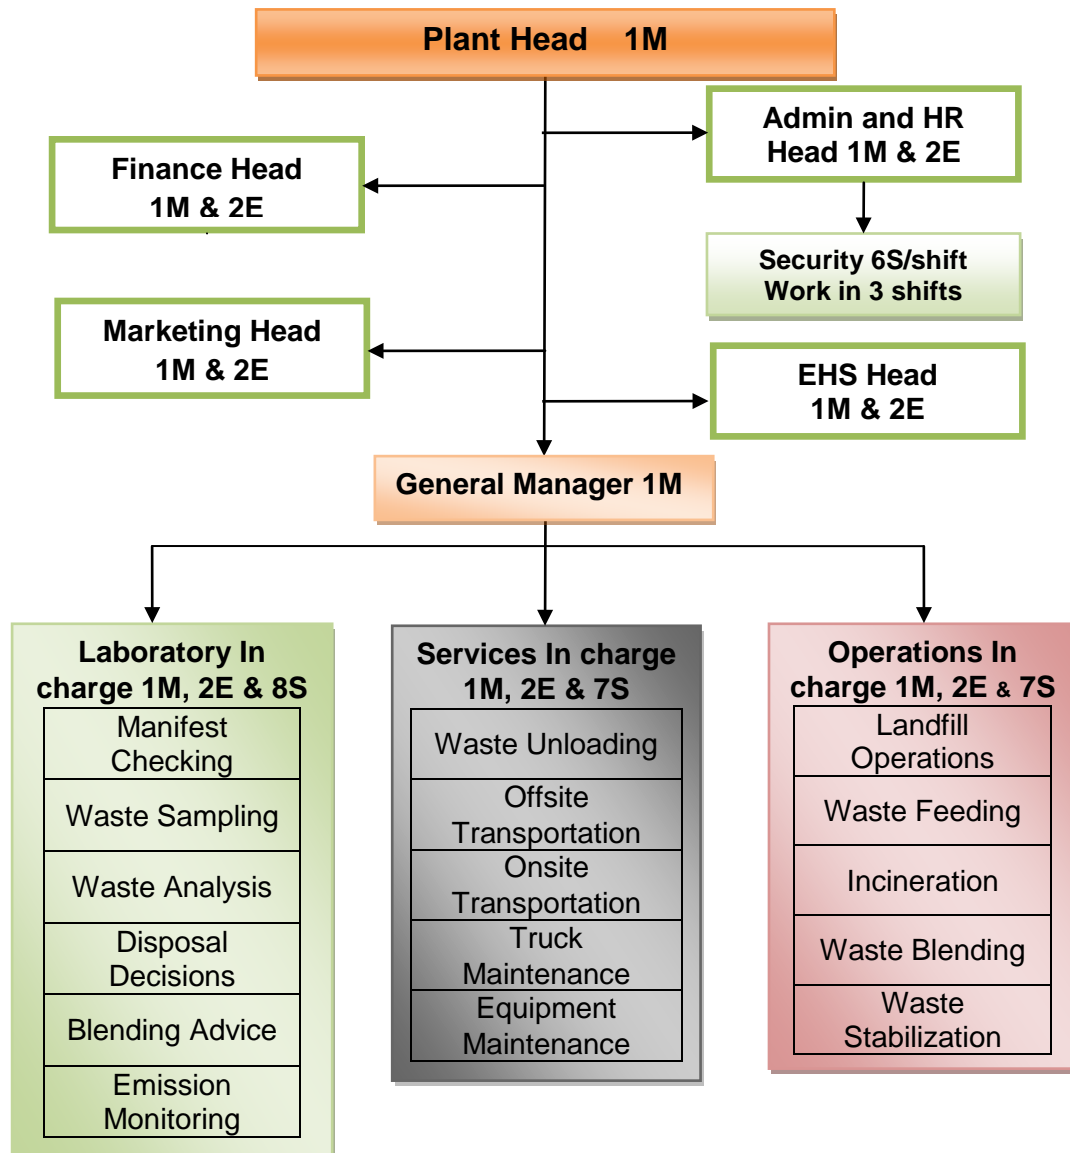 Plant Head 1M
Admin and HR
Head 1M & 2E
Finance Head
1M & 2E
Security 6S/shift
Work in 3 shifts
Marketing Head
1M & 2E
EHS Head
1M & 2E
General Manager 1M
Laboratory In
charge 1M, 2E & 8S
Manifest
Checking
Waste Sampling
Waste Analysis
Disposal
Decisions
Blending Advice
Emission
Monitoring
Services In charge
1M, 2E & 7S
Waste Unloading
Offsite
Transportation
Onsite
Transportation
Truck
Maintenance
Equipment
Maintenance
Operations In
charge 1M, 2E & 7S
Landfill
Operations
Waste Feeding
Incineration
Waste Blending
Waste
Stabilization